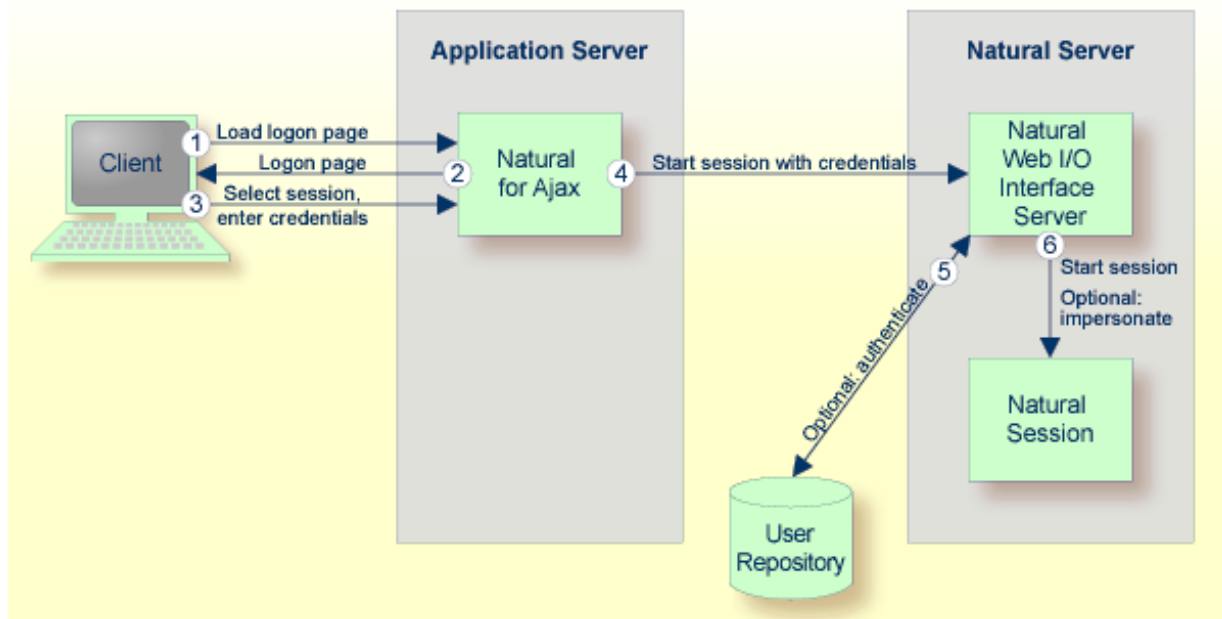 Application Server
Natural Server
Client
1
Load logon page
Logon page
2
3
Select session,
enter credentials
Natural
for Ajax
4
Start session with credentials
Natural
Web I/O
Interface
Server
5
Optional: authenticate
6
Start session
Optional:
impersonate
Natural
Session
User
Repository